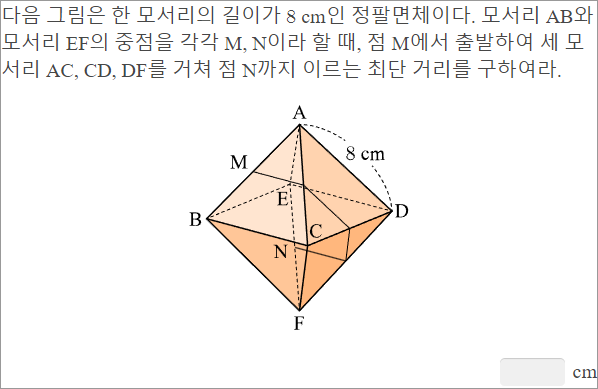 다음 그림은 한 모서리의 길이가 8 cm인 정팔면체이다. 모서리 AB와
모서리 EF의 중점을 각각 M, N이라 할 때, 점 M에서 출발하여 세 모
서리 AC, CD, DF를 거쳐 점 N까지 이르는 최단 거리를 구하여라.
A
8 cm
M
E
B
D
C
N
F
cm